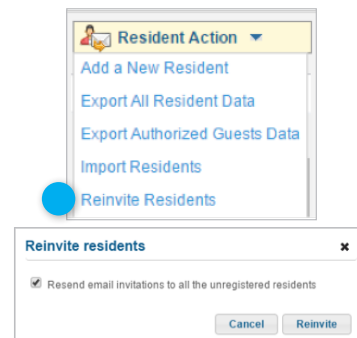 Resident Action
Add a New Resident
Export All Resident Data
Export Authorized Guests Data
Import Residents
Reinvite Residents
Reinvite residents
Resend email invitations to all the unregistered residents
Cancel Reinvite